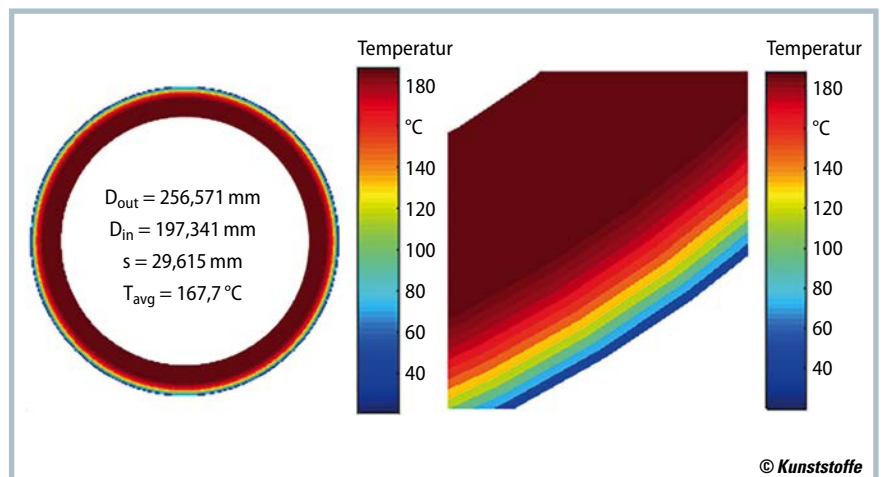 Temperatur
180
°C
140
120
100
80
60
40
D_out = 256,571 mm
D_in = 197,341 mm
s = 29,615 mm
T_avg = 167,7 °C
Temperatur
180
°C
140
120
100
80
60
40
© Kunststoffe